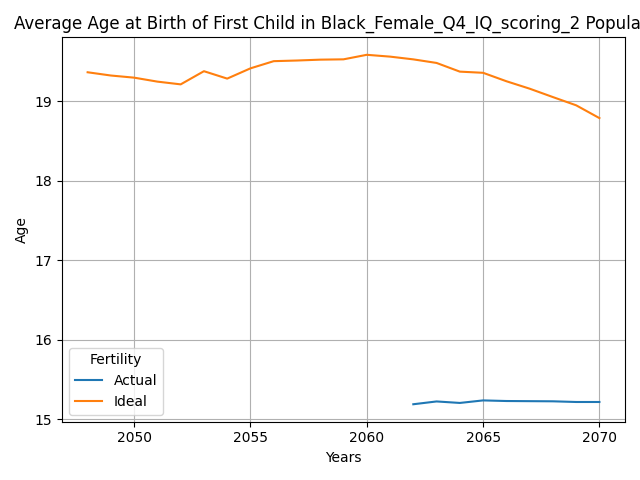 Average Age at Birth of First Child in Black_Female_Q4_IQ_scoring_2 Popula
Age
19
18
17
16
15
Fertility
Actual
Ideal
2050 2055 2060 2065 2070
Years